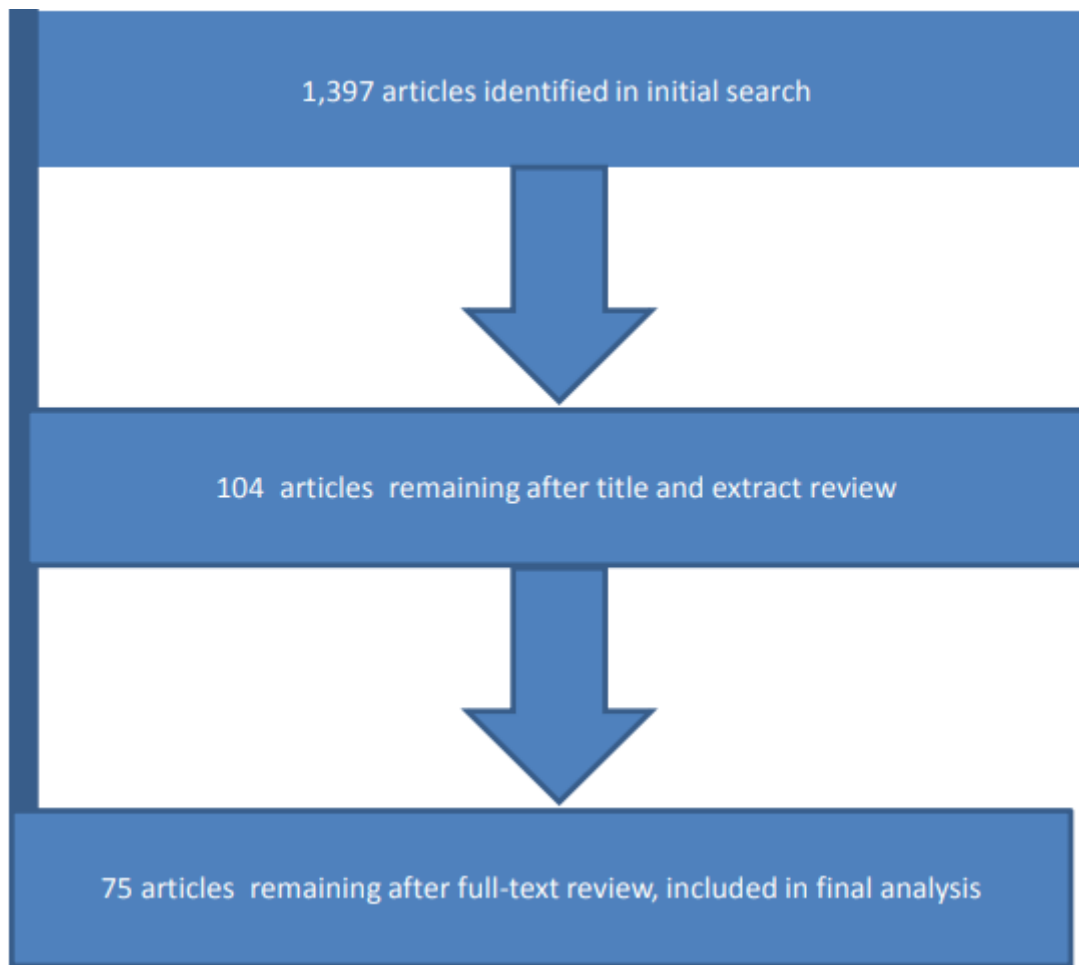 1,397 articles identified in initial search
104 articles remaining after title and extract review
75 articles remaining after full-text review, included in final analysis